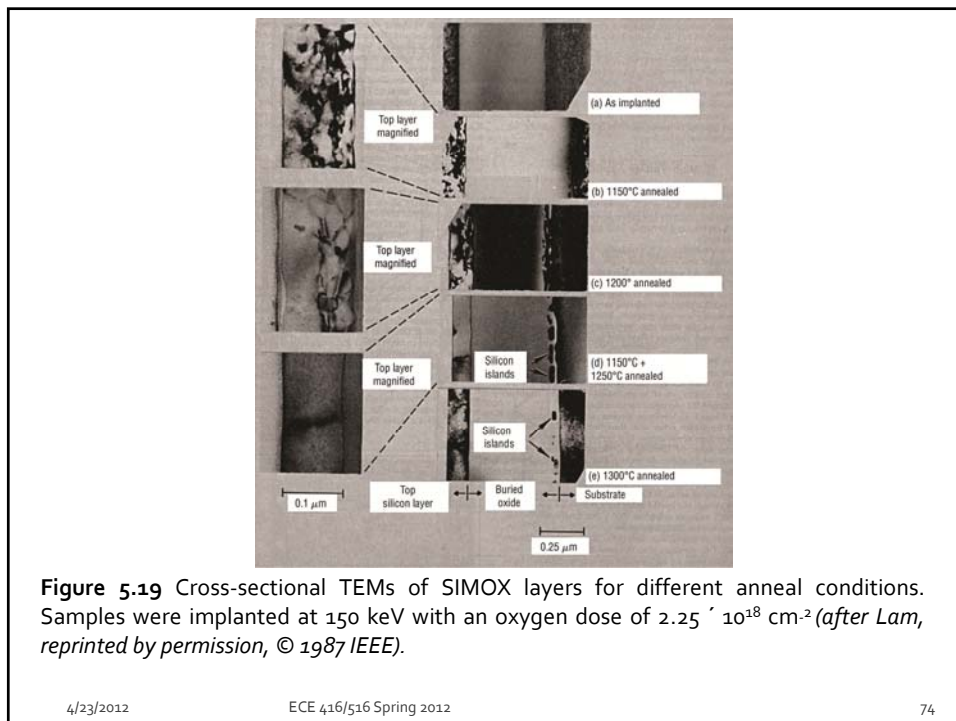 Top layer
magnified
(a) As implanted
(b) 1150°C annealed
Top layer
magnified
(c) 1200° annealed
Top layer
magnified
Silicon
islands
(d) 1150°C +
1250°C annealed
Silicon
islands
(e) 1300°C annealed
0.1 μm
Top
silicon layer
Buried
oxide
Substrate
0.25 μm
Figure 5.19 Cross-sectional TEMs of SIMOX layers for different anneal conditions.
Samples were implanted at 150 keV with an oxygen dose of 2.25 ´ 10¹⁸ cm-² (after Lam,
reprinted by permission, © 1987 IEEE).
4/23/2012 ECE 416/516 Spring 2012 74